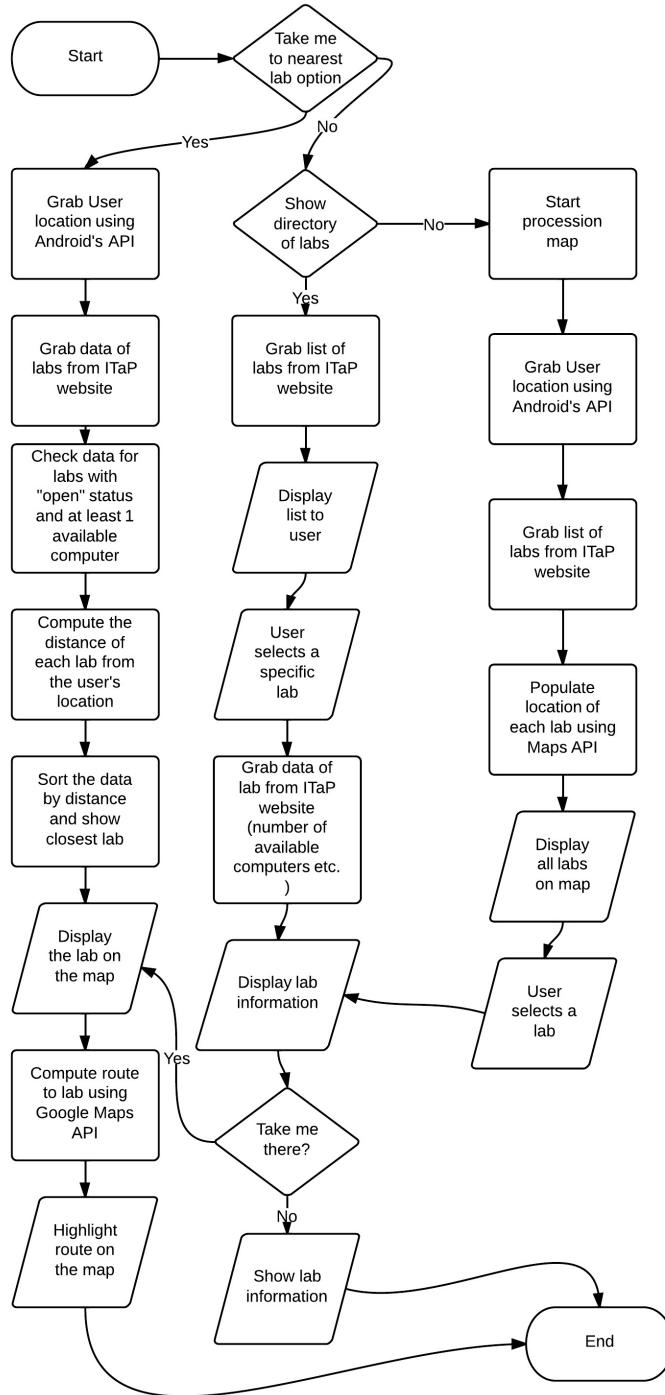 Start
Take me
to nearest
lab option
Yes
No
Grab User
location using
Android's API
Show
directory
of labs
No
Start
procession
map
Yes
Grab data of
labs from ITaP
website
Grab list of
labs from ITaP
website
Grab User
location using
Android's API
Check data for
labs with
"open" status
and at least 1
available
computer
Display
list to
user
Grab list of
labs from ITaP
website
Compute the
distance of
each lab from
the user's
location
User
selects a
specific
lab
Populate
location of
each lab using
Maps API
Sort the data
by distance
and show
closest lab
Grab data of
lab from ITaP
website
(number of
available
computers etc.
)
Display
all labs
on map
Display
the lab on
the map
Display lab
information
User
selects a
lab
Yes
Compute route
to lab using
Google Maps
API
Take me
there?
No
Highlight
route on
the map
Show lab
information
End